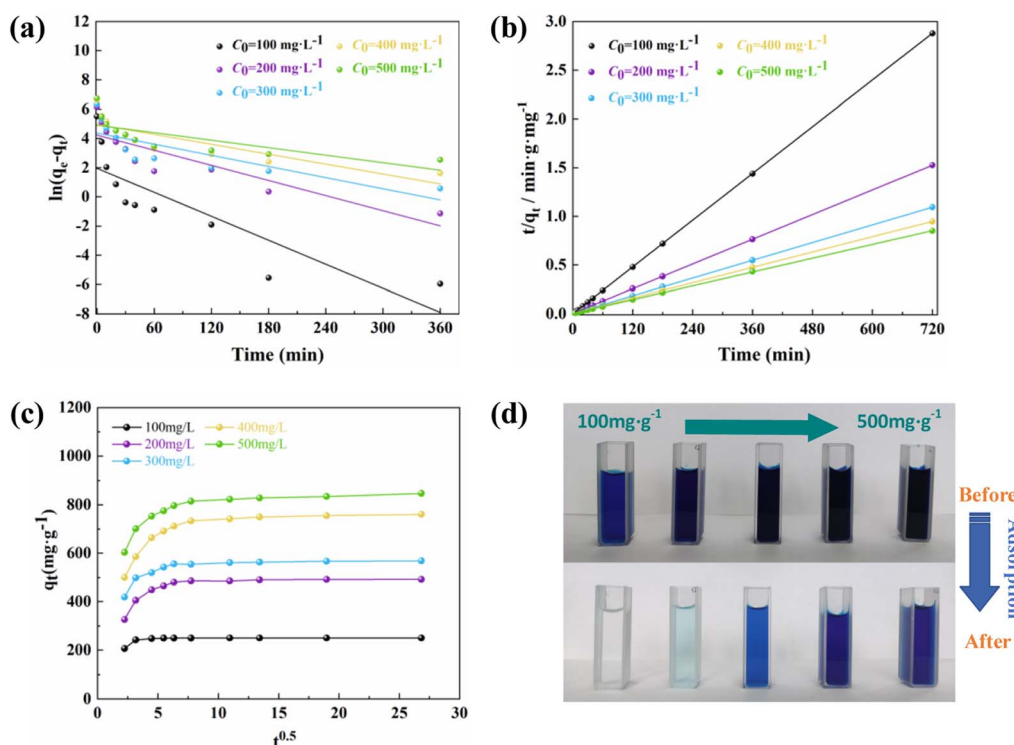 (a)
C0=100 mg·L-1
C0=400 mg·L-1
C0=200 mg·L-1
C0=500 mg·L-1
C0=300 mg·L-1
ln(qe-qt)
12
10
8
6
4
2
0
-2
-4
-6
-8
0 60 120 180 240 300 360
Time (min)
(b)
C0=100 mg·L-1
C0=400 mg·L-1
C0=200 mg·L-1
C0=500 mg·L-1
C0=300 mg·L-1
t/qt / min·g·mg-1
3.0
2.5
2.0
1.5
1.0
0.5
0.0
0 120 240 360 480 600 720
Time (min)
(c)
100mg/L
400mg/L
200mg/L
500mg/L
300mg/L
qt(mg·g-1)
1200
1000
800
600
400
200
0
0 5 10 15 20 25 30
t0.5
(d)
100mg·g-1
500mg·g-1
Before
Adsorption
After